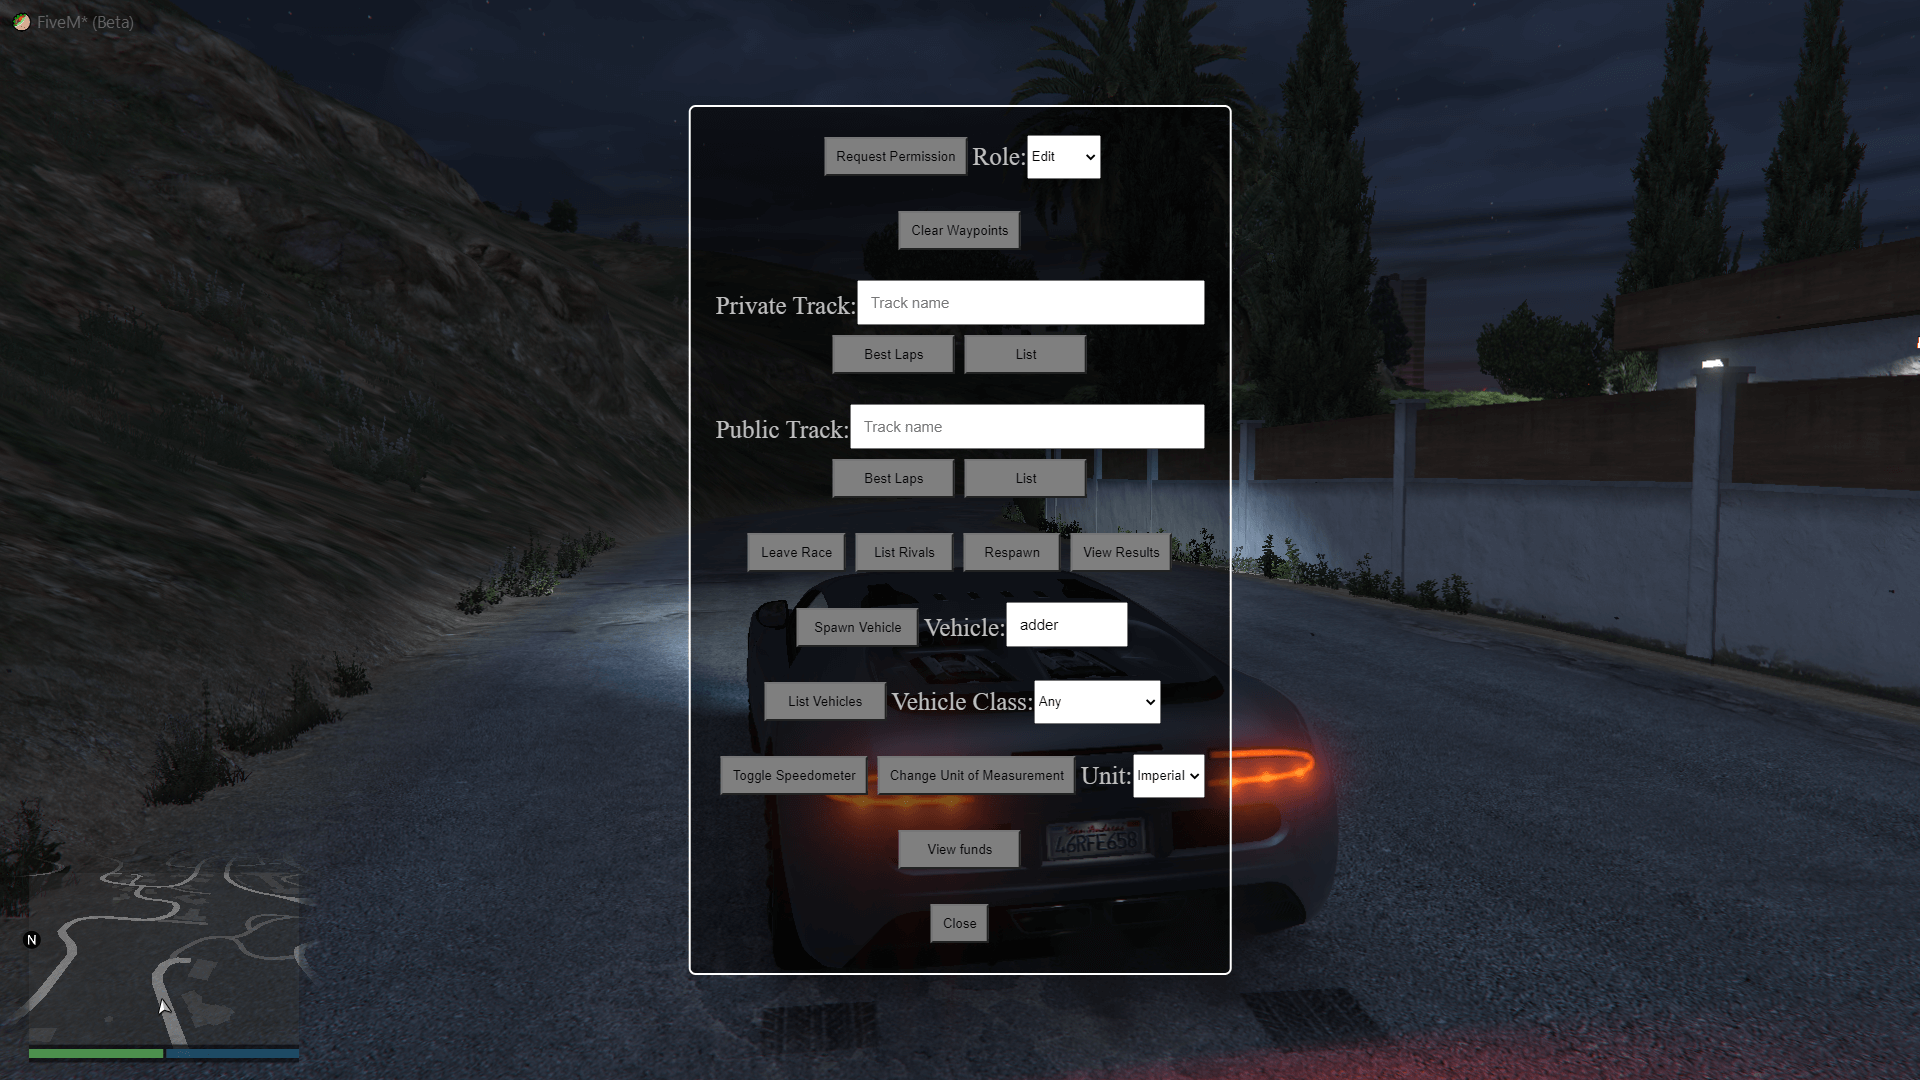 FiveM* (Beta)
Request Permission Role: Edit
Clear Waypoints
Private Track: Track name
Best Laps List
Public Track: Track name
Best Laps List
Leave Race List Rivals Respawn View Results
Spawn Vehicle Vehicle: adder
List Vehicles Vehicle Class: Any
Toggle Speedometer Change Unit of Measurement Unit: Imperial
View funds
46RFE658
Close
N